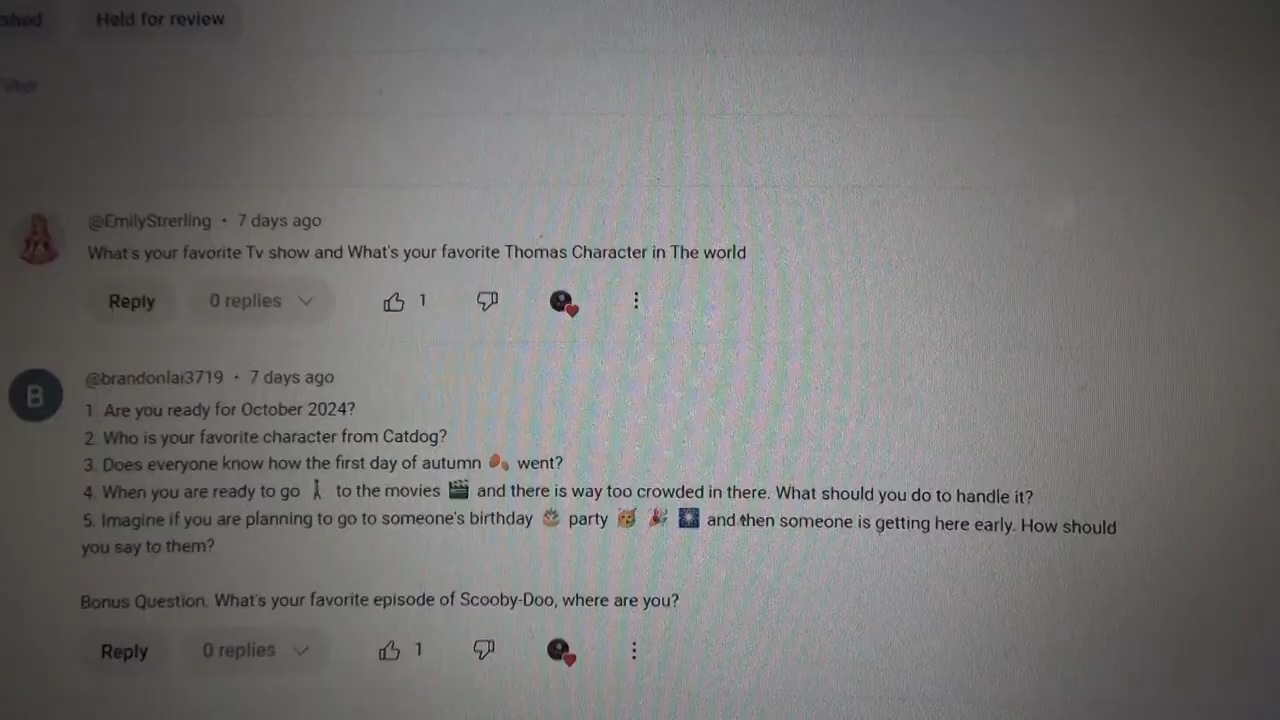 Held for review
@EmilyStrerling • 7 days ago
What's your favorite Tv show and What's your favorite Thomas Character in The world
Reply 0 replies 1
B
@brandonlai3719 • 7 days ago
1. Are you ready for October 2024?
2. Who is your favorite character from Catdog?
3. Does everyone know how the first day of autumn 🍂 went?
4. When you are ready to go 🚶 to the movies 🎬 and there is way too crowded in there. What should you do to handle it?
5. Imagine if you are planning to go to someone's birthday 🎂 party 🥳 🎉 🎆 and then someone is getting here early. How should
you say to them?
Bonus Question. What's your favorite episode of Scooby-Doo, where are you?
Reply 0 replies 1